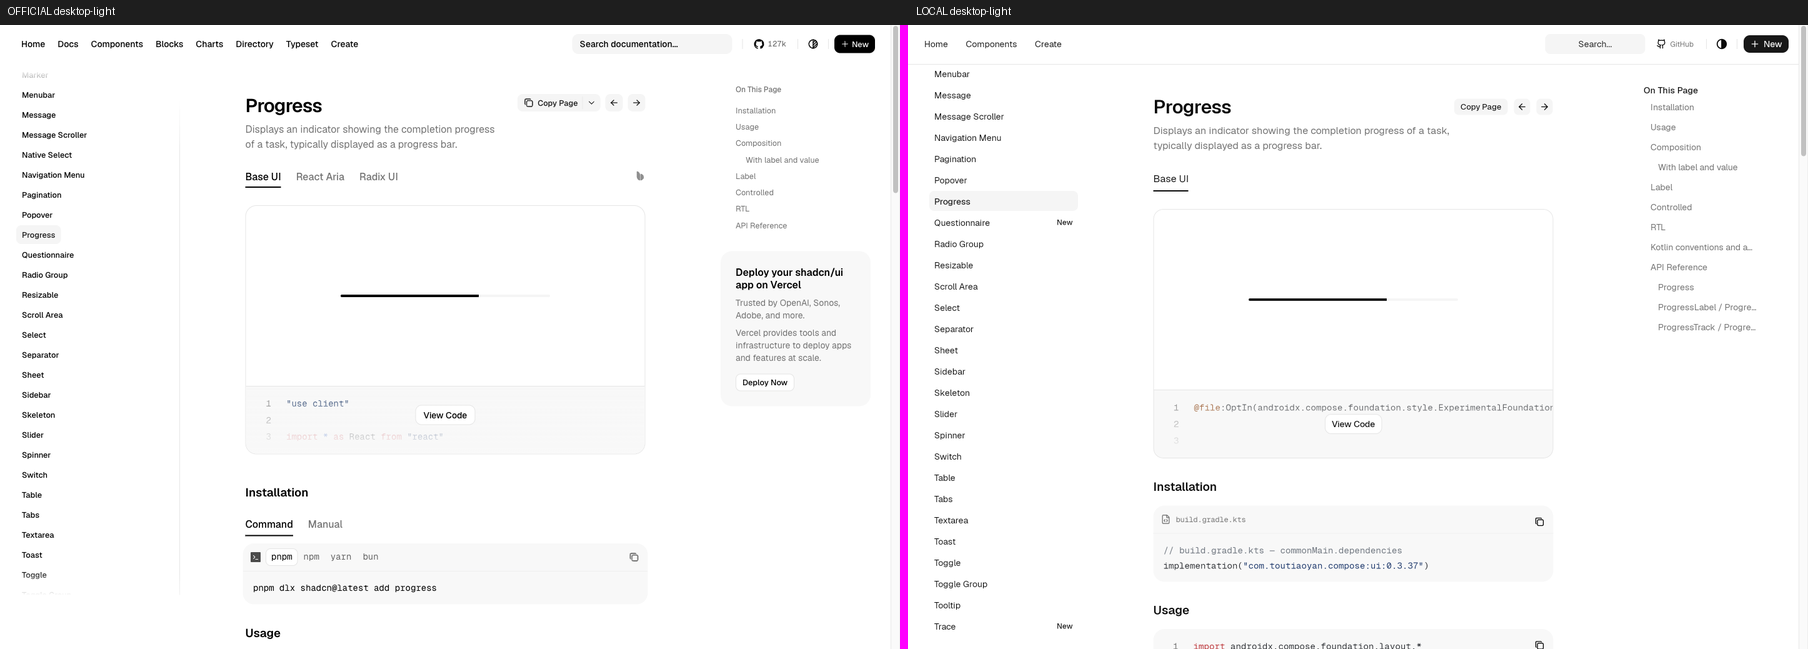 OFFICIAL desktop-light
Home Docs Components Blocks Charts Directory Typeset Create
Search documentation...
127k
New
Marker
Menubar
Message
Message Scroller
Native Select
Navigation Menu
Pagination
Popover
Progress
Questionnaire
Radio Group
Resizable
Scroll Area
Select
Separator
Sheet
Sidebar
Skeleton
Slider
Spinner
Switch
Table
Tabs
Textarea
Toast
Toggle
Progress
Copy Page
Displays an indicator showing the completion progress
of a task, typically displayed as a progress bar.
Base UI React Aria Radix UI
1 "use client"
2
3 import * as React from "react"
View Code
Installation
Command Manual
pnpm npm yarn bun
pnpm dlx shadcn@latest add progress
Usage
On This Page
Installation
Usage
Composition
With label and value
Label
Controlled
RTL
API Reference
Deploy your shadcn/ui
app on Vercel
Trusted by OpenAI, Sonos,
Adobe, and more.
Vercel provides tools and
infrastructure to deploy apps
and features at scale.
Deploy Now
LOCAL desktop-light
Home Components Create
Search...
GitHub
New
Menubar
Message
Message Scroller
Navigation Menu
Pagination
Popover
Progress
Questionnaire New
Radio Group
Resizable
Scroll Area
Select
Separator
Sheet
Sidebar
Skeleton
Slider
Spinner
Switch
Table
Tabs
Textarea
Toast
Toggle
Toggle Group
Tooltip
Trace New
Progress
Copy Page
Displays an indicator showing the completion progress of a task,
typically displayed as a progress bar.
Base UI
1 @file:OptIn(androidx.compose.foundation.style.ExperimentalFoundation
2
3
View Code
Installation
build.gradle.kts
// build.gradle.kts — commonMain.dependencies
implementation("com.toutiaoyan.compose:ui:0.3.37")
Usage
1 import androidx.compose.foundation.layout.*
On This Page
Installation
Usage
Composition
With label and value
Label
Controlled
RTL
Kotlin conventions and a...
API Reference
Progress
ProgressLabel / Progre...
ProgressTrack / Progre...